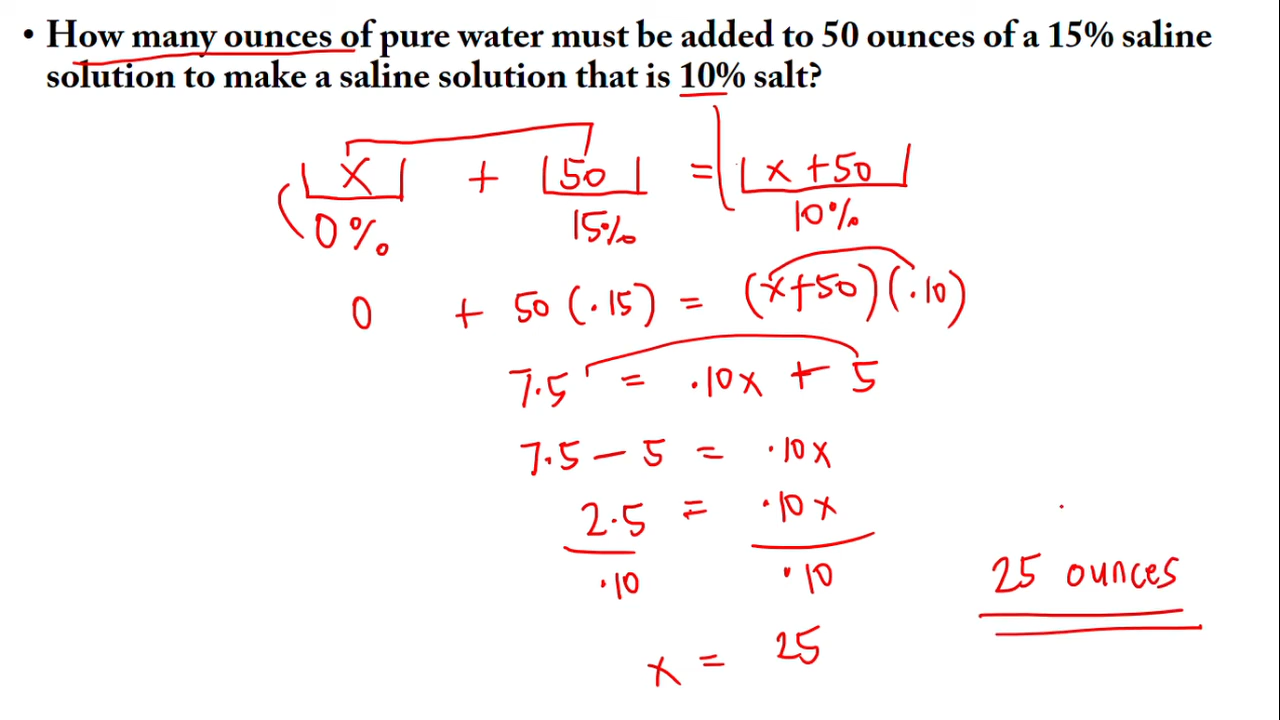 • How many ounces of pure water must be added to 50 ounces of a 15% saline
solution to make a saline solution that is 10% salt?
x + 50 = x + 50
0% 15% 10%
0 + 50 (.15) = (x+50)(.10)
7.5 = .10x + 5
7.5 - 5 = .10x
2.5 = .10x
.10 .10
25 ounces
x = 25